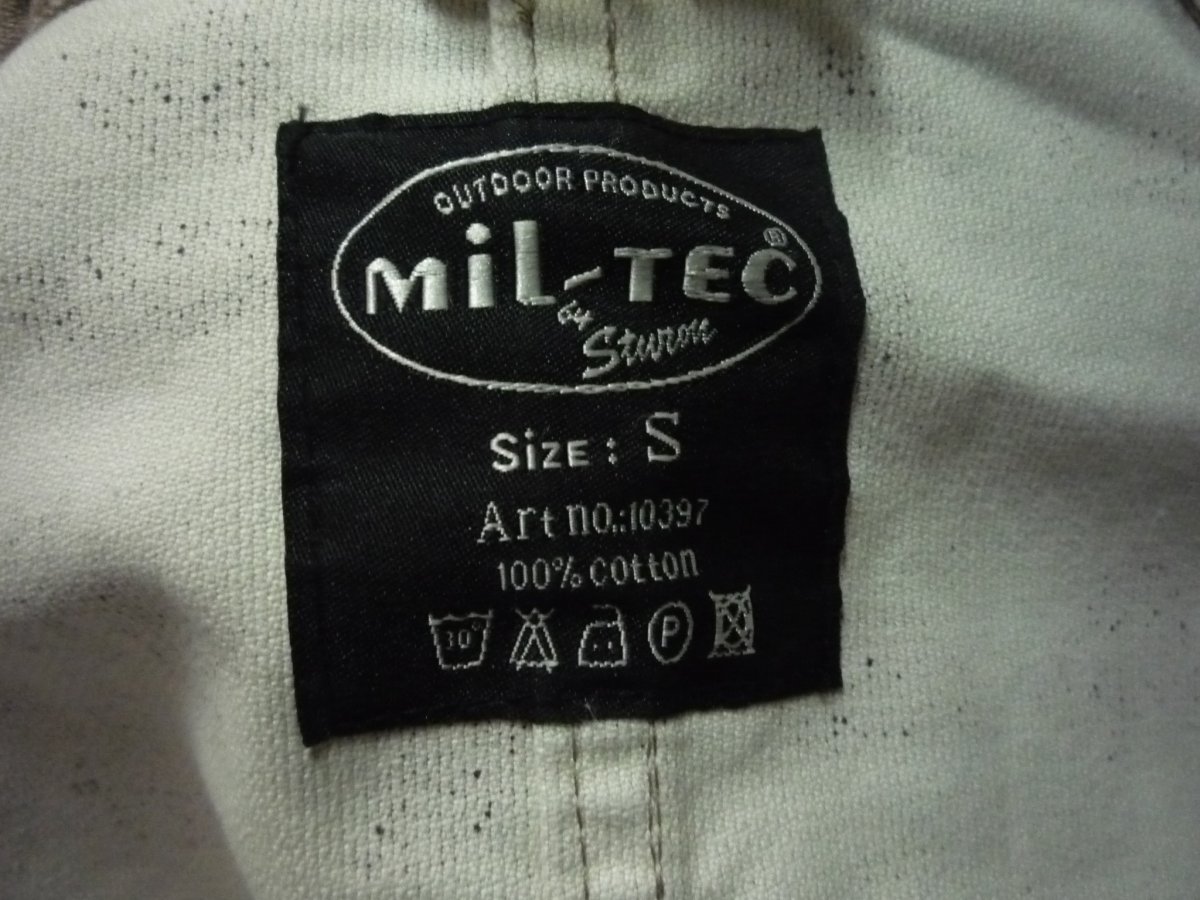 OUTDOOR PRODUCTS
MiL-TEC®
by Sturm
SiZE : S
Art no.:10397
100% cotton
30°
P